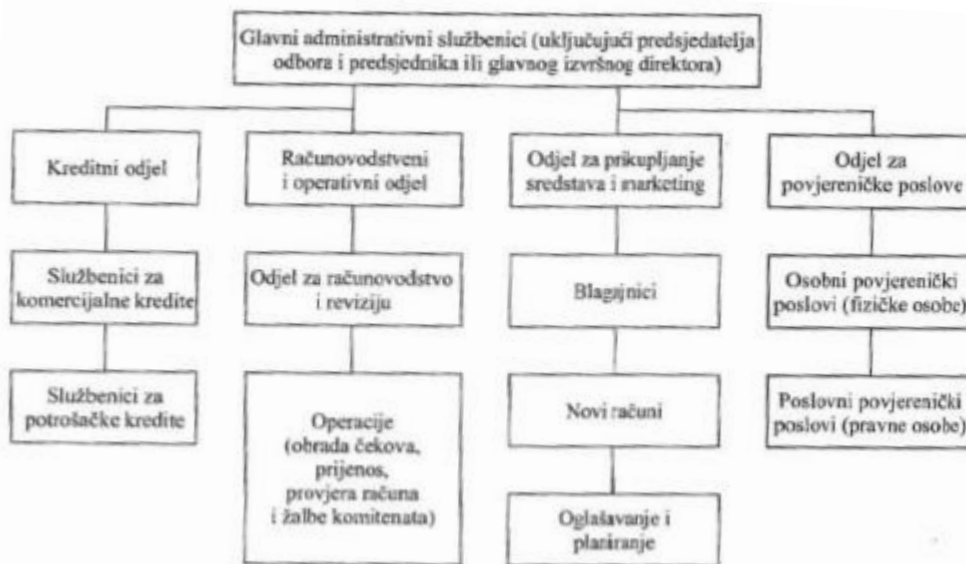 Glavni administrativni službenici (uključujući predsjedatelja
odbora i predsjednika ili glavnog izvršnog direktora)
Kreditni odjel
Računovodstveni
i operativni odjel
Odjel za prikupljanje
sredstava i marketing
Odjel za
povjereničke poslove
Službenici za
komercijalne kredite
Odjel za računovodstvo
i reviziju
Blagajnici
Osobni povjerenički
poslovi (fizičke osobe)
Službenici za
potrošačke kredite
Operacije
(obrada čekova,
prijenos,
provjera računa
i žalbe komitenata)
Novi računi
Poslovni povjerenički
poslovi (pravne osobe)
Oglašavanje i
planiranje